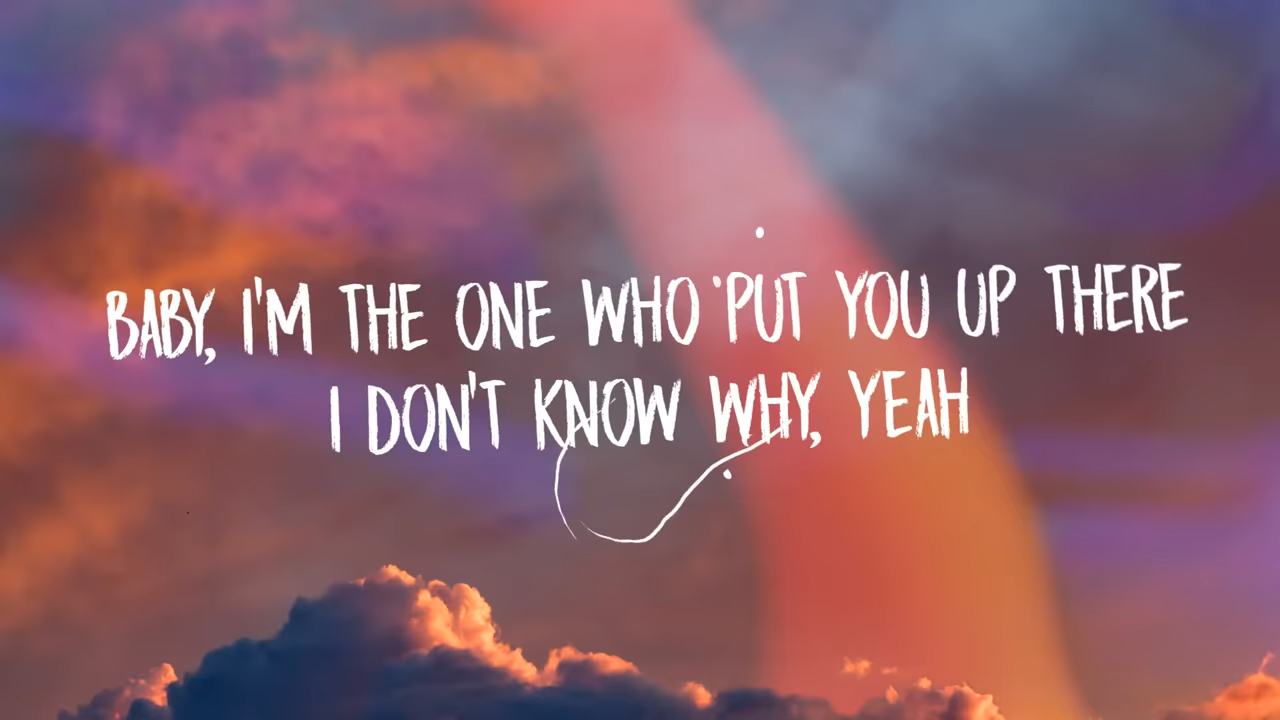 BABY, I'M THE ONE WHO PUT YOU UP THERE
I DON'T KNOW WHY, YEAH